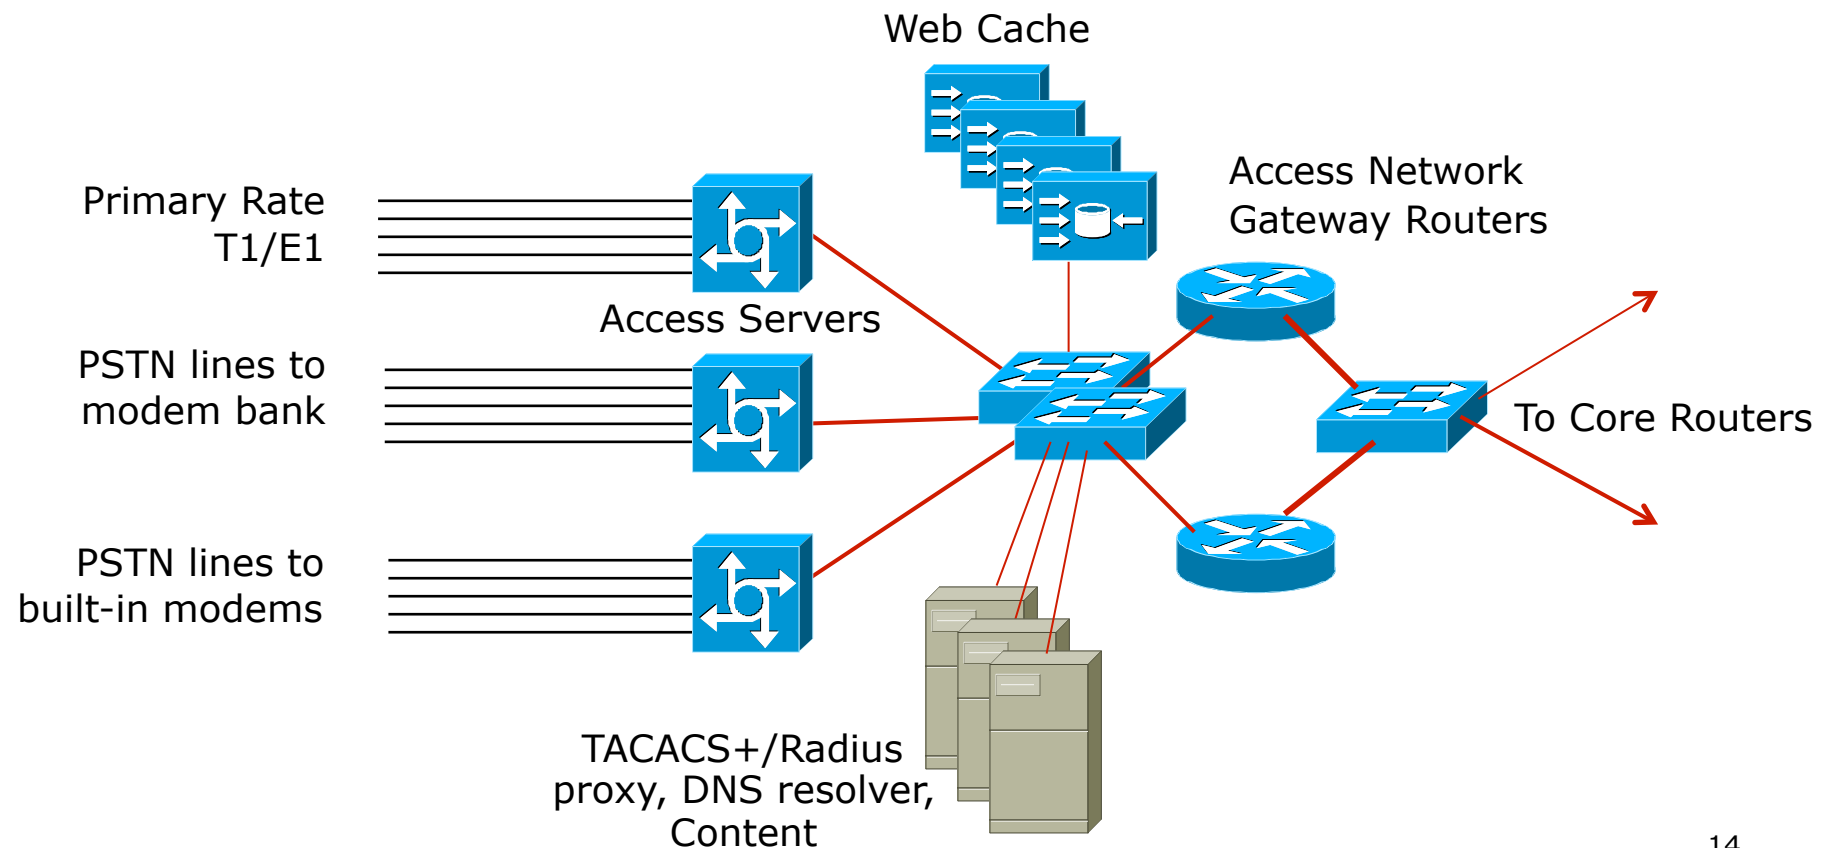 Web Cache
Access Network
Gateway Routers
Primary Rate
T1/E1
Access Servers
PSTN lines to
modem bank
To Core Routers
PSTN lines to
built-in modems
TACACS+/Radius
proxy, DNS resolver,
Content
14